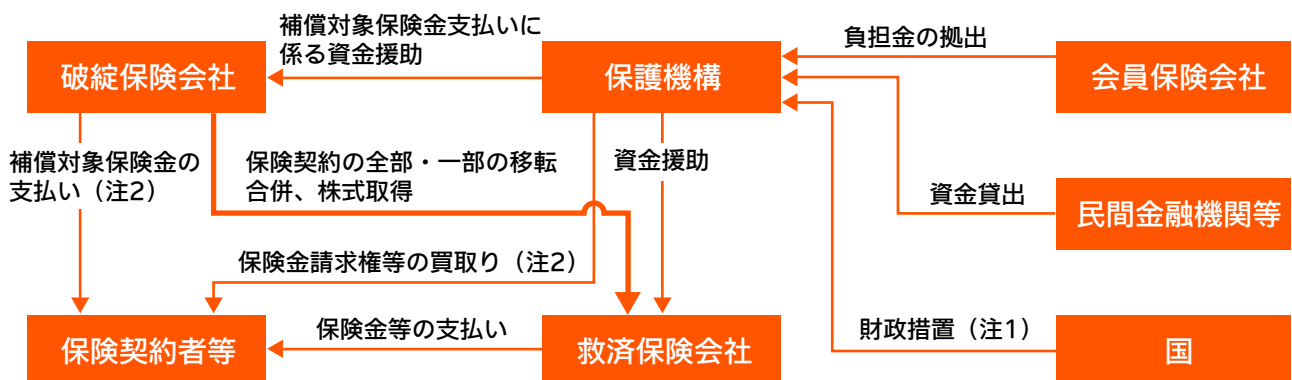 補償対象保険金支払いに
係る資金援助
負担金の拠出
破綻保険会社
保護機構
会員保険会社
補償対象保険金の
支払い（注2）
保険契約の全部・一部の移転
合併、株式取得
資金援助
資金貸出
民間金融機関等
保険金請求権等の買取り（注2）
保険金等の支払い
財政措置（注1）
保険契約者等
救済保険会社
国